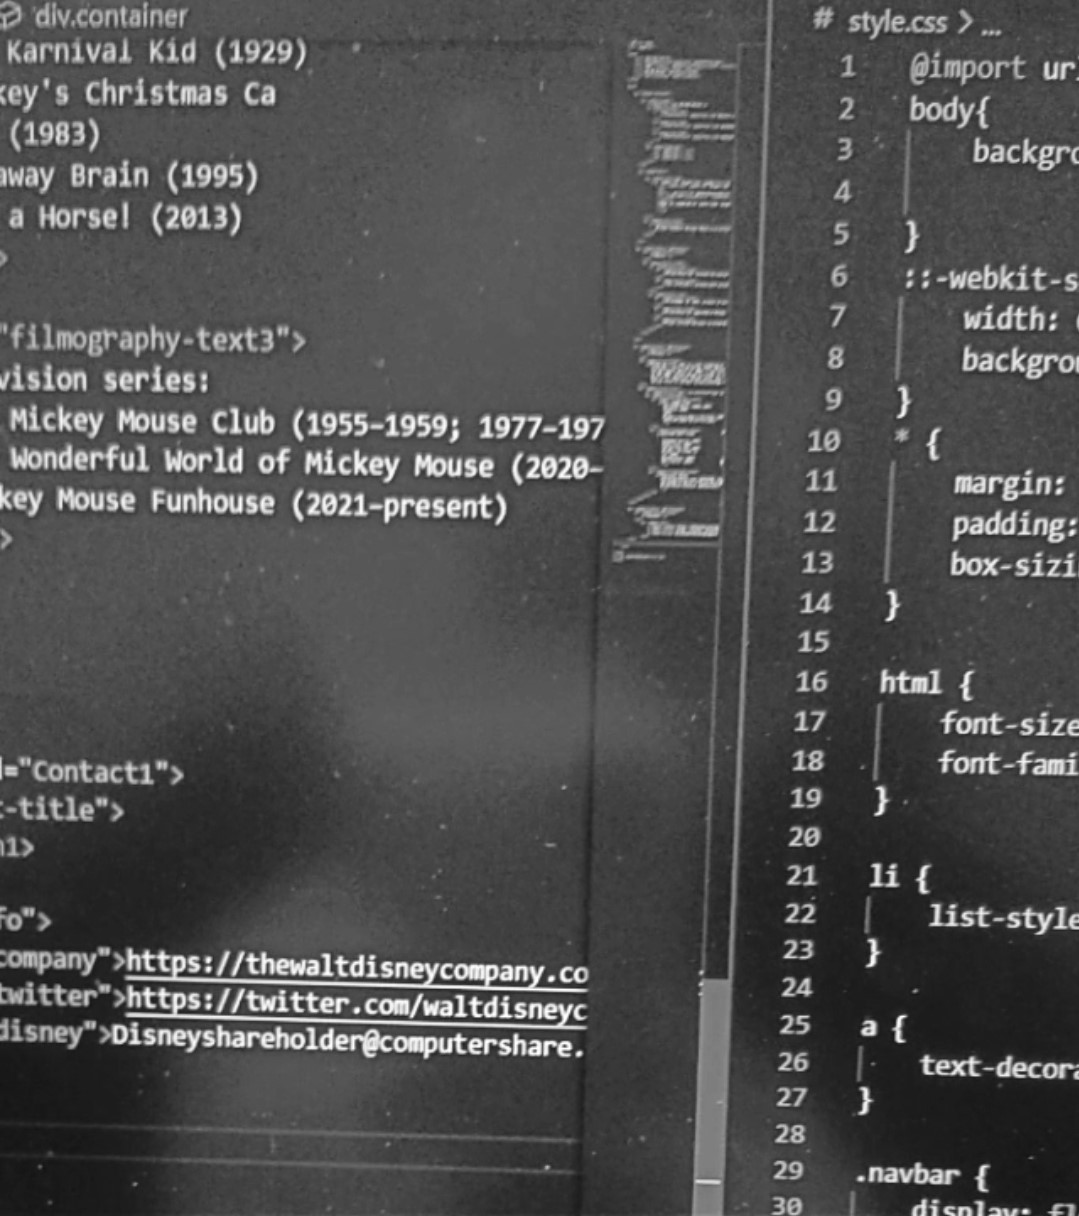 div.container
Karnival Kid (1929)
key's Christmas Ca
(1983)
away Brain (1995)
a Horse! (2013)
>
"filmography-text3">
vision series:
Mickey Mouse Club (1955-1959; 1977-197
Wonderful World of Mickey Mouse (2020-
key Mouse Funhouse (2021-present)
>
d="Contact1">
t-title">
h1>
fo">
company">https://thewaltdisneycompany.co
twitter">https://twitter.com/waltdisneyc
disney">Disneyshareholder@computershare.
# style.css > ...
1 @import url
2 body{
3 backgro
4
5 }
6 ::-webkit-s
7 width:
8 backgrou
9 }
10 * {
11 margin:
12 padding:
13 box-sizi
14 }
15
16 html {
17 font-size
18 font-fami
19 }
20
21 li {
22 list-style
23 }
24
25 a {
26 text-decora
27 }
28
29 .navbar {
30 display: fl